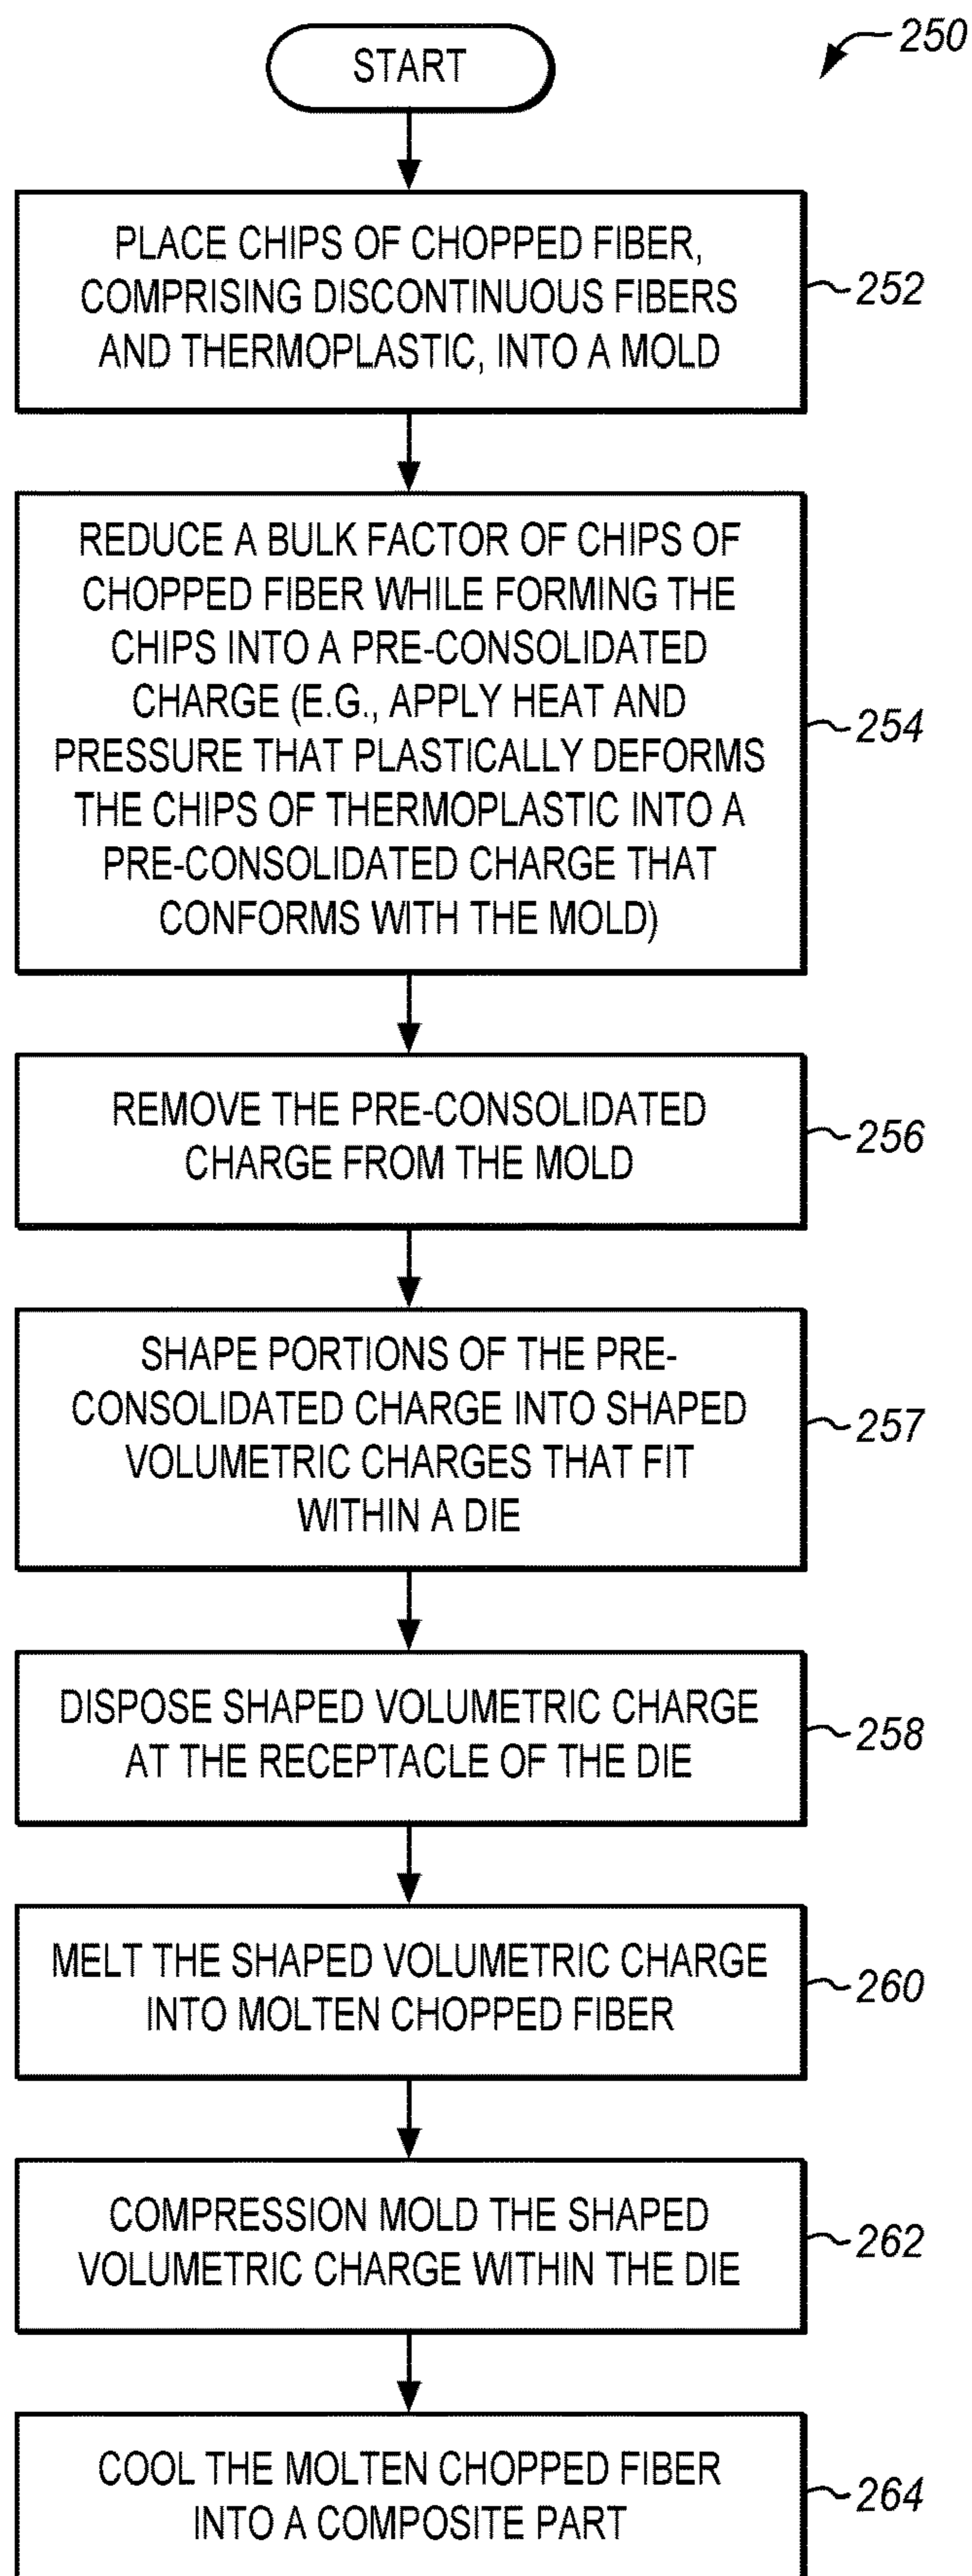 250
START
PLACE CHIPS OF CHOPPED FIBER,
COMPRISING DISCONTINUOUS FIBERS
AND THERMOPLASTIC, INTO A MOLD
252
REDUCE A BULK FACTOR OF CHIPS OF
CHOPPED FIBER WHILE FORMING THE
CHIPS INTO A PRE-CONSOLIDATED
CHARGE (E.G., APPLY HEAT AND
PRESSURE THAT PLASTICALLY DEFORMS
THE CHIPS OF THERMOPLASTIC INTO A
PRE-CONSOLIDATED CHARGE THAT
CONFORMS WITH THE MOLD)
254
REMOVE THE PRE-CONSOLIDATED
CHARGE FROM THE MOLD
256
SHAPE PORTIONS OF THE PRE-
CONSOLIDATED CHARGE INTO SHAPED
VOLUMETRIC CHARGES THAT FIT
WITHIN A DIE
257
DISPOSE SHAPED VOLUMETRIC CHARGE
AT THE RECEPTACLE OF THE DIE
258
MELT THE SHAPED VOLUMETRIC CHARGE
INTO MOLTEN CHOPPED FIBER
260
COMPRESSION MOLD THE SHAPED
VOLUMETRIC CHARGE WITHIN THE DIE
262
COOL THE MOLTEN CHOPPED FIBER
INTO A COMPOSITE PART
264